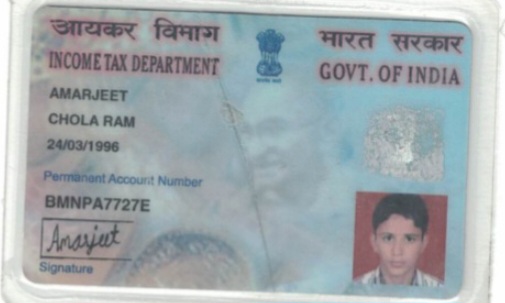 आयकर विभाग
भारत सरकार
INCOME TAX DEPARTMENT
GOVT. OF INDIA
AMARJEET
CHOLA RAM
24/03/1996
Permanent Account Number
BMNPA7727E
Amarjeet
Signature